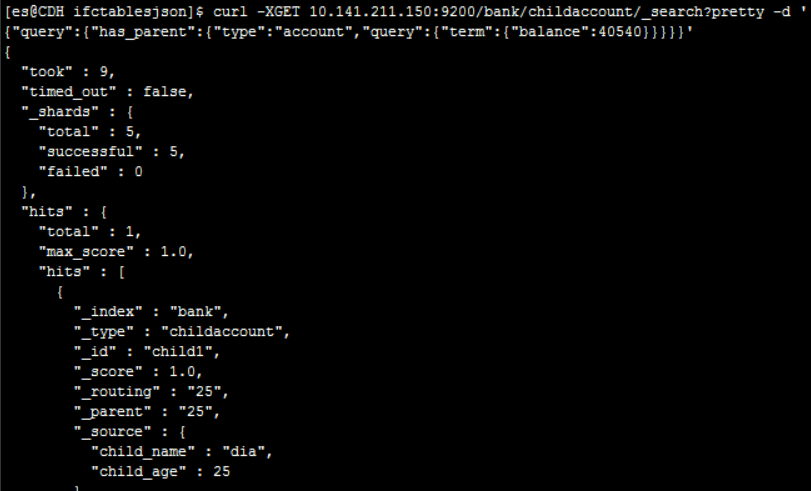 [es@CDH ifctablesjson]$ curl -XGET 10.141.211.150:9200/bank/childaccount/_search?pretty -d '
{"query":{"has_parent":{"type":"account","query":{"term":{"balance":40540}}}}}'
{
  "took" : 9,
  "timed_out" : false,
  "_shards" : {
    "total" : 5,
    "successful" : 5,
    "failed" : 0
  },
  "hits" : {
    "total" : 1,
    "max_score" : 1.0,
    "hits" : [
      {
        "_index" : "bank",
        "_type" : "childaccount",
        "_id" : "child1",
        "_score" : 1.0,
        "_routing" : "25",
        "_parent" : "25",
        "_source" : {
          "child_name" : "dia",
          "child_age" : 25